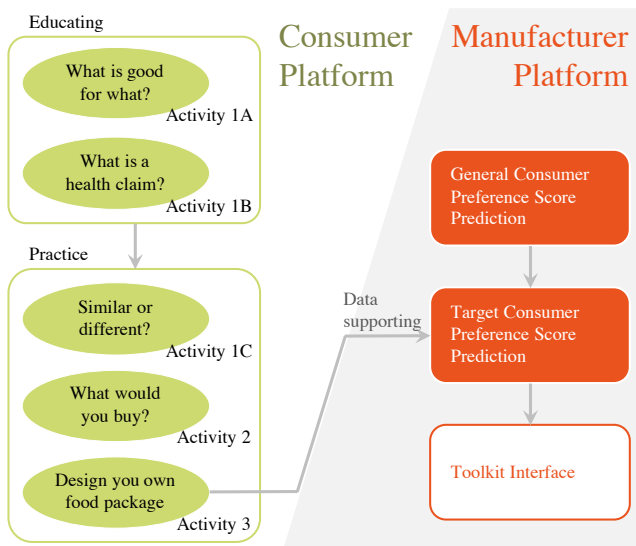 Educating
What is good
for what?
Activity 1A
What is a
health claim?
Activity 1B
Practice
Similar or
different?
Activity 1C
What would
you buy?
Activity 2
Design you own
food package
Activity 3
Consumer
Platform
Data
supporting
Manufacturer
Platform
General Consumer
Preference Score
Prediction
Target Consumer
Preference Score
Prediction
Toolkit Interface